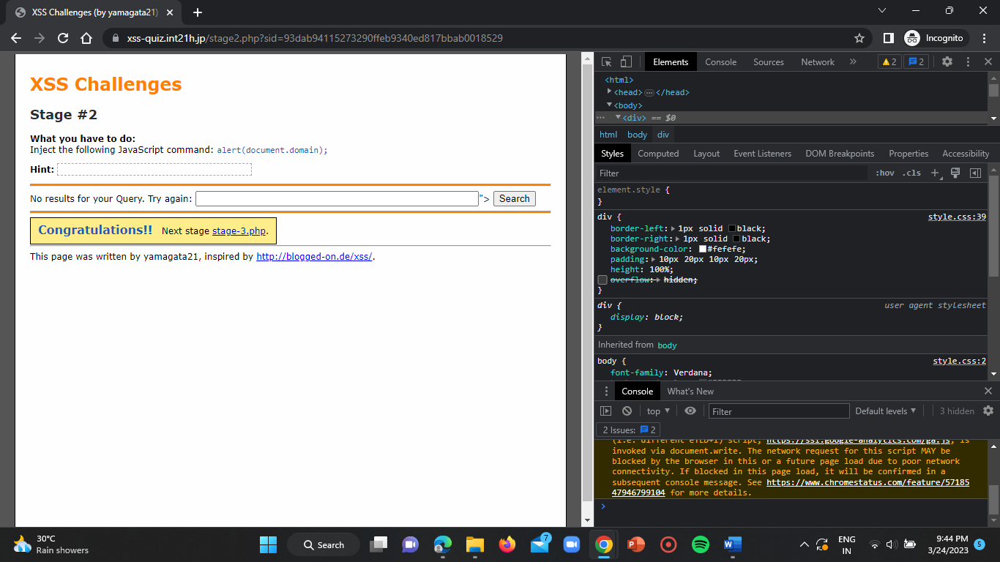 XSS Challenges (by yamagata21)
xss-quiz.int21h.jp/stage2.php?sid=93dab94115273290ffeb9340ed817bbab0018529
Incognito
XSS Challenges
Stage #2
What you have to do:
Inject the following JavaScript command: alert(document.domain);
Hint:
No results for your Query. Try again: "> Search
Congratulations!! Next stage stage-3.php.
This page was written by yamagata21, inspired by http://blogged-on.de/xss/.
Elements Console Sources Network » 2 2
<html>
<head> … </head>
<body>
… <div> == $0
html body div
Styles Computed Layout Event Listeners DOM Breakpoints Properties Accessibility
Filter :hov .cls +
element.style {
}
div { style.css:39
border-left: 1px solid black;
border-right: 1px solid black;
background-color: #fefefe;
padding: 10px 20px 10px 20px;
height: 100%;
overflow: hidden;
}
div { user agent stylesheet
display: block;
}
Inherited from body
body { style.css:2
font-family: Verdana;
Console What's New
top Filter Default levels 3 hidden
2 Issues: 2
(i.e. different eTLD+1) script, https://ssl.google-analytics.com/ga.js, is
invoked via document.write. The network request for this script MAY be
blocked by the browser in this or a future page load due to poor network
connectivity. If blocked in this page load, it will be confirmed in a
subsequent console message. See https://www.chromestatus.com/feature/57185
47946799104 for more details.
30°C
Rain showers
Search
7
ENG
IN
9:44 PM
3/24/2023
5